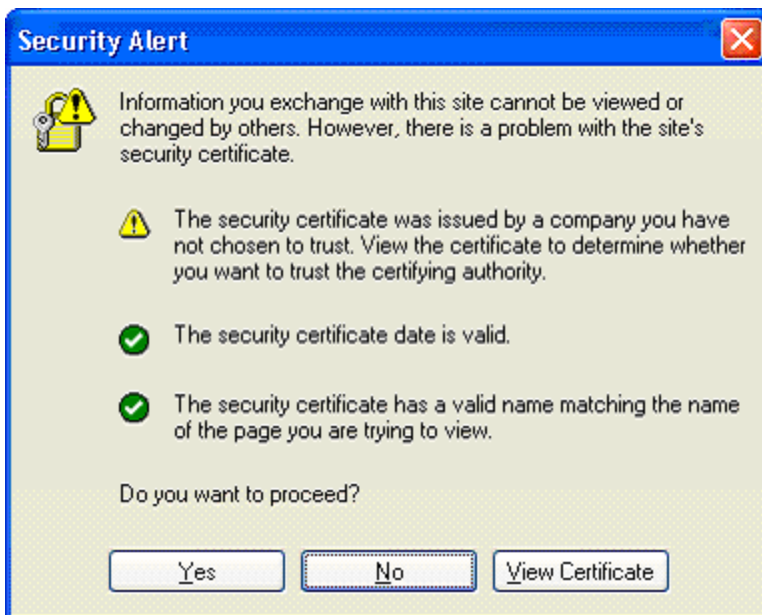 Security Alert
Information you exchange with this site cannot be viewed or
changed by others. However, there is a problem with the site's
security certificate.
The security certificate was issued by a company you have
not chosen to trust. View the certificate to determine whether
you want to trust the certifying authority.
The security certificate date is valid.
The security certificate has a valid name matching the name
of the page you are trying to view.
Do you want to proceed?
Yes
No
View Certificate